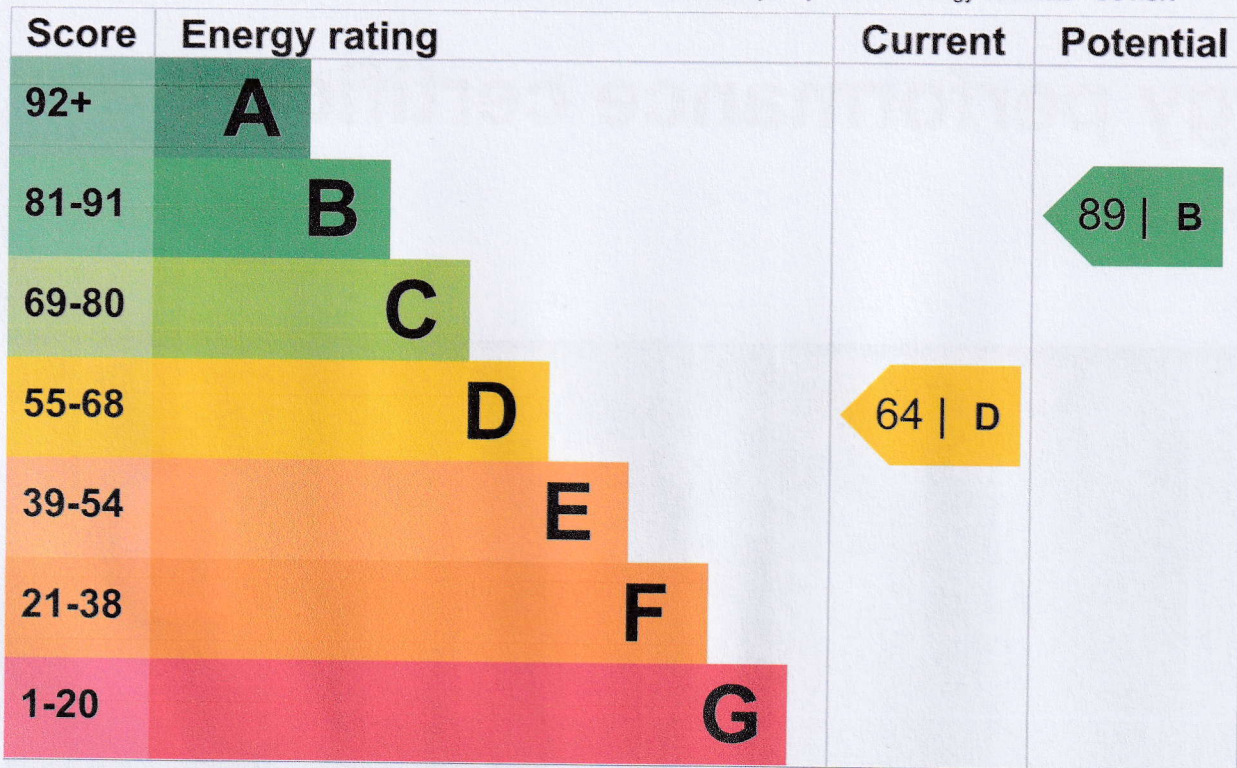 Score Energy rating Current Potential
92+ A
81-91 B 89 | B
69-80 C
55-68 D 64 | D
39-54 E
21-38 F
1-20 G